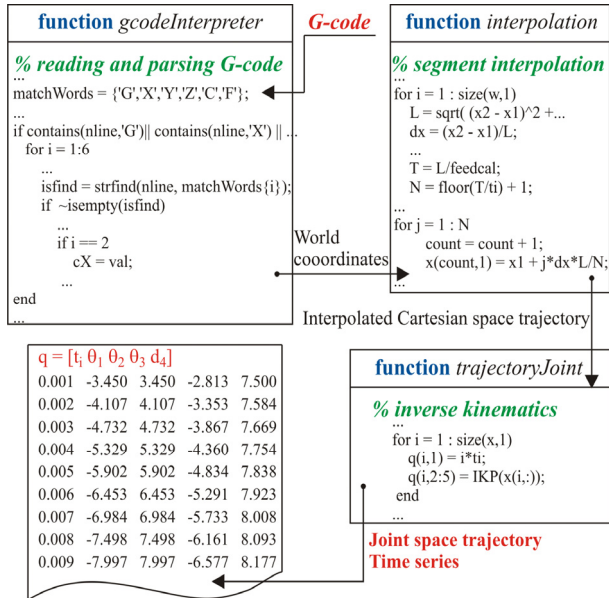 function gcodeInterpreter
% reading and parsing G-code
...
matchWords = {'G','X','Y','Z','C','F'};
...
if contains(nline,'G')|| contains(nline,'X') || ...
for i = 1:6
...
isfind = strfind(nline, matchWords{i});
if ~isempty(isfind)
...
if i == 2
cX = val;
...
end
...
G-code
function interpolation
% segment interpolation
...
for i = 1 : size(w,1)
L = sqrt( (x2 - x1)^2 +...
dx = (x2 - x1)/L;
...
T = L/feedcal;
N = floor(T/ti) + 1;
...
for j = 1 : N
count = count + 1;
x(count,1) = x1 + j*dx*L/N;
...
World
cooordinates
Interpolated Cartesian space trajectory
function trajectoryJoint
% inverse kinematics
...
for i = 1 : size(x,1)
q(i,1) = i*ti;
q(i,2:5) = IKP(x(i,:));
end
...
Joint space trajectory
Time series
q = [ti θ1 θ2 θ3 d4]
0.001 -3.450 3.450 -2.813 7.500
0.002 -4.107 4.107 -3.353 7.584
0.003 -4.732 4.732 -3.867 7.669
0.004 -5.329 5.329 -4.360 7.754
0.005 -5.902 5.902 -4.834 7.838
0.006 -6.453 6.453 -5.291 7.923
0.007 -6.984 6.984 -5.733 8.008
0.008 -7.498 7.498 -6.161 8.093
0.009 -7.997 7.997 -6.577 8.177